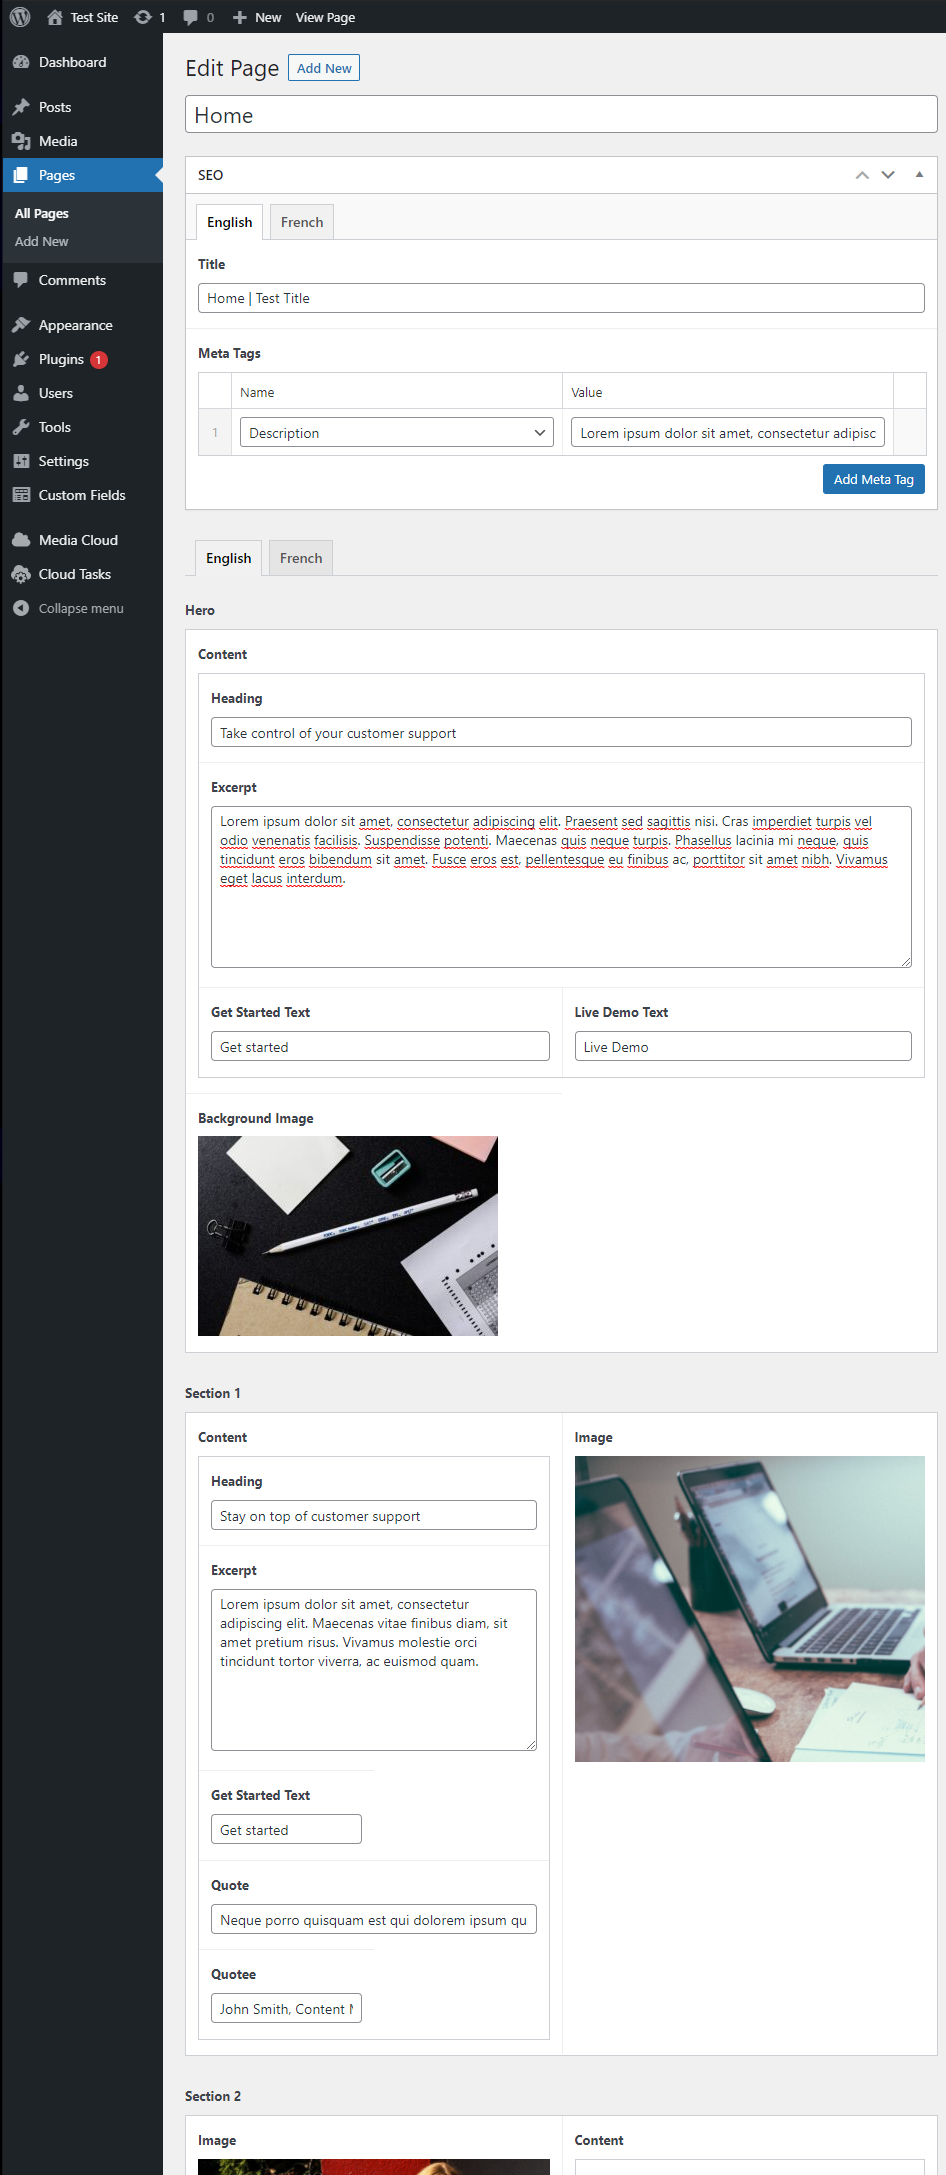 Test Site
1
0
New
View Page
Dashboard
Posts
Media
Pages
All Pages
Add New
Comments
Appearance
Plugins 1
Users
Tools
Settings
Custom Fields
Media Cloud
Cloud Tasks
Collapse menu
Edit Page
Add New
Home
SEO
English
French
Title
Home | Test Title
Meta Tags
Name
Value
1
Description
Lorem ipsum dolor sit amet, consectetur adipisc
Add Meta Tag
English
French
Hero
Content
Heading
Take control of your customer support
Excerpt
Lorem ipsum dolor sit amet, consectetur adipiscing elit. Praesent sed sagittis nisi. Cras imperdiet turpis vel
odio venenatis facilisis. Suspendisse potenti. Maecenas quis neque turpis. Phasellus lacinia mi neque, quis
tincidunt eros bibendum sit amet. Fusce eros est, pellentesque eu finibus ac, porttitor sit amet nibh. Vivamus
eget lacus interdum.
Get Started Text
Live Demo Text
Get started
Live Demo
Background Image
Section 1
Content
Image
Heading
Stay on top of customer support
Excerpt
Lorem ipsum dolor sit amet, consectetur
adipiscing elit. Maecenas vitae finibus diam, sit
amet pretium risus. Vivamus molestie orci
tincidunt tortor viverra, ac euismod quam.
Get Started Text
Get started
Quote
Neque porro quisquam est qui dolorem ipsum qu
Quotee
John Smith, Content
Section 2
Image
Content